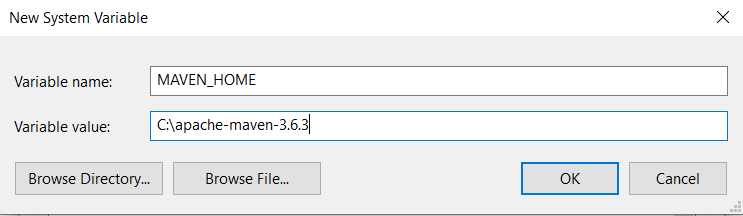 New System Variable
Variable name: MAVEN_HOME
Variable value: C:\apache-maven-3.6.3
Browse Directory... Browse File... OK Cancel